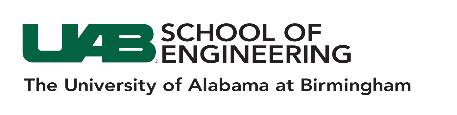 UAB SCHOOL OF
ENGINEERING
The University of Alabama at Birmingham